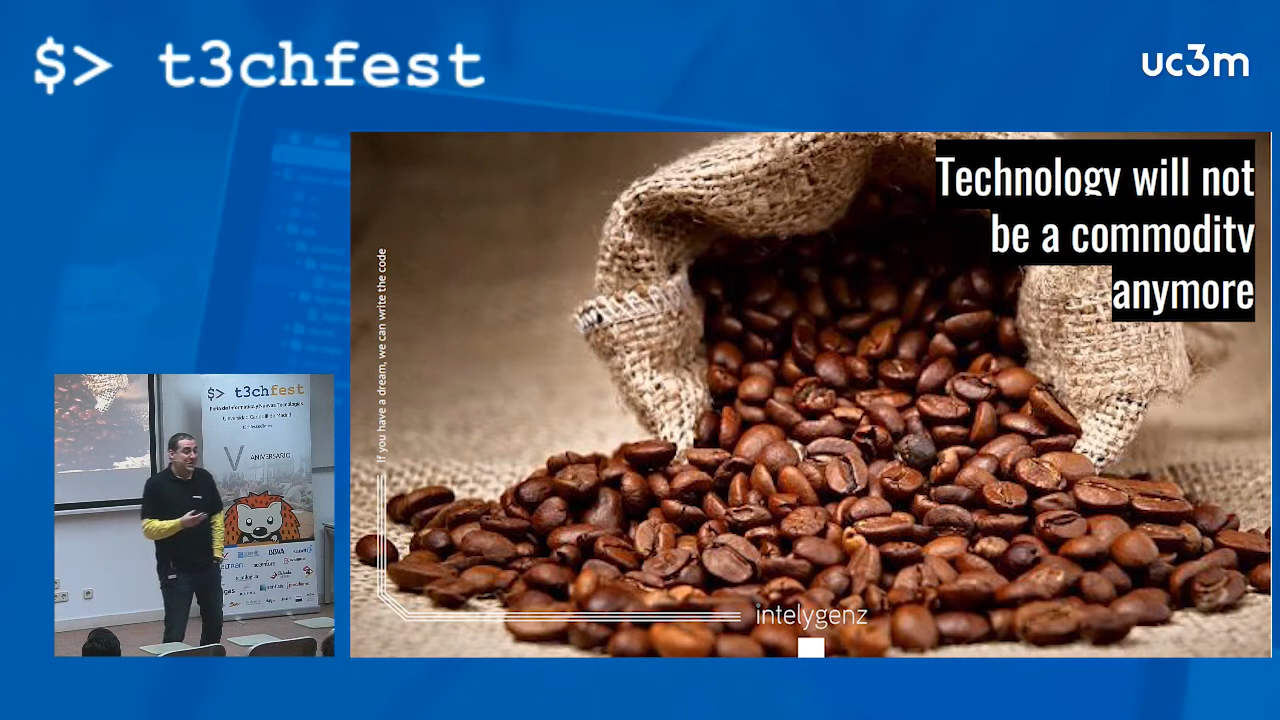 $> t3chfest
uc3m
Technology will not
be a commodity
anymore
If you have a dream, we can write the code
intelygenz
$> t3chfest
V ANIVERSARIO
BBVA
accenture